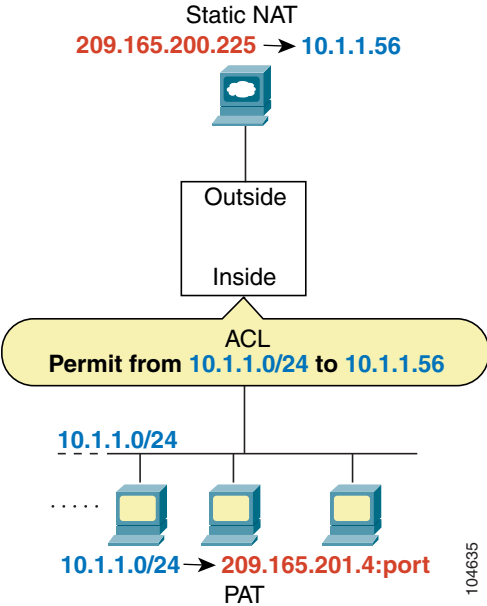 Static NAT
209.165.200.225 → 10.1.1.56
Outside
Inside
ACL
Permit from 10.1.1.0/24 to 10.1.1.56
10.1.1.0/24
10.1.1.0/24 → 209.165.201.4:port
PAT
104635